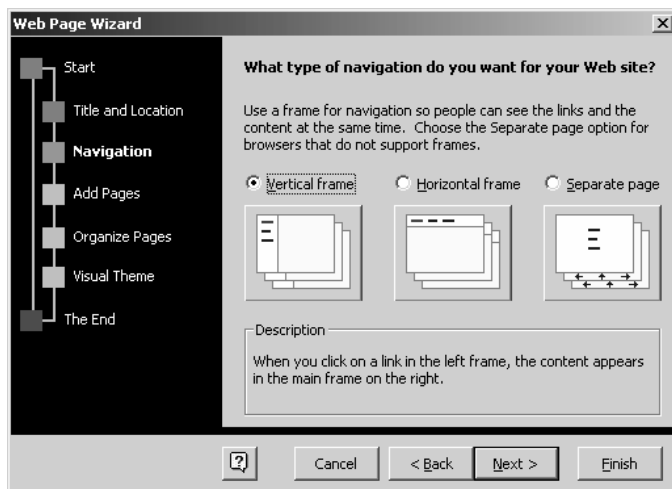 Web Page Wizard
Start
Title and Location
Navigation
Add Pages
Organize Pages
Visual Theme
The End
What type of navigation do you want for your Web site?
Use a frame for navigation so people can see the links and the
content at the same time. Choose the Separate page option for
browsers that do not support frames.
Vertical frame Horizontal frame Separate page
Description
When you click on a link in the left frame, the content appears
in the main frame on the right.
? Cancel < Back Next > Finish